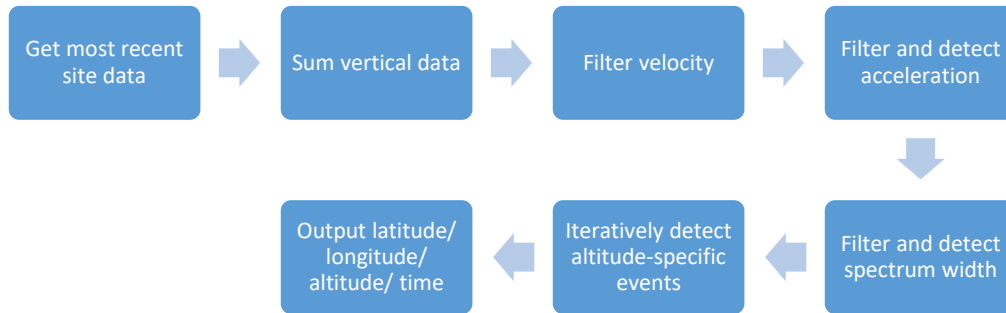 Get most recent
site data
Sum vertical data
Filter velocity
Filter and detect
acceleration
Filter and detect
spectrum width
Iteratively detect
altitude-specific
events
Output latitude/
longitude/
altitude/ time